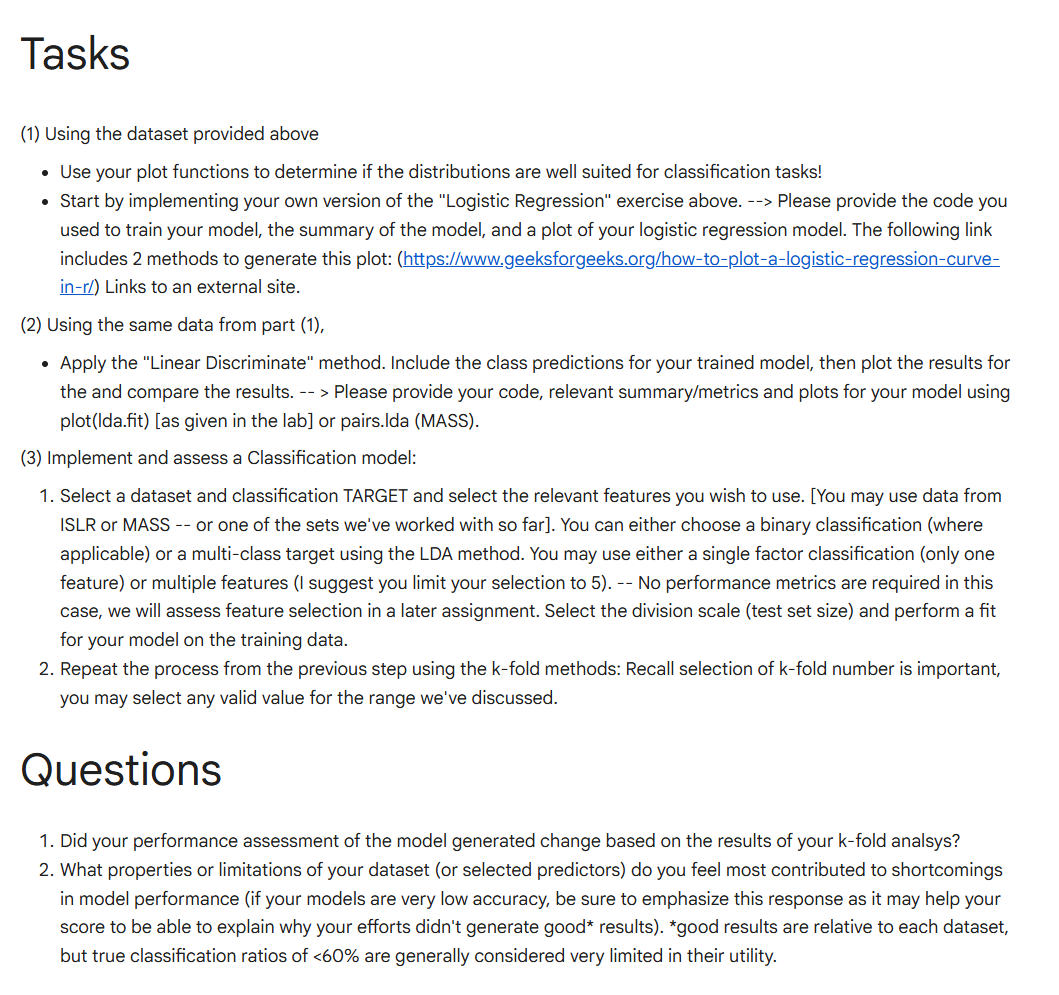 Tasks
(1) Using the dataset provided above
• Use your plot functions to determine if the distributions are well suited for classification tasks!
• Start by implementing your own version of the "Logistic Regression" exercise above. --> Please provide the code you
used to train your model, the summary of the model, and a plot of your logistic regression model. The following link
includes 2 methods to generate this plot: (https://www.geeksforgeeks.org/how-to-plot-a-logistic-regression-curve-
in-r/) Links to an external site.
(2) Using the same data from part (1),
• Apply the "Linear Discriminate" method. Include the class predictions for your trained model, then plot the results for
the and compare the results. -- > Please provide your code, relevant summary/metrics and plots for your model using
plot(lda.fit) [as given in the lab] or pairs.lda (MASS).
(3) Implement and assess a Classification model:
1. Select a dataset and classification TARGET and select the relevant features you wish to use. [You may use data from
ISLR or MASS -- or one of the sets we've worked with so far]. You can either choose a binary classification (where
applicable) or a multi-class target using the LDA method. You may use either a single factor classification (only one
feature) or multiple features (I suggest you limit your selection to 5). -- No performance metrics are required in this
case, we will assess feature selection in a later assignment. Select the division scale (test set size) and perform a fit
for your model on the training data.
2. Repeat the process from the previous step using the k-fold methods: Recall selection of k-fold number is important,
you may select any valid value for the range we've discussed.
Questions
1. Did your performance assessment of the model generated change based on the results of your k-fold analsys?
2. What properties or limitations of your dataset (or selected predictors) do you feel most contributed to shortcomings
in model performance (if your models are very low accuracy, be sure to emphasize this response as it may help your
score to be able to explain why your efforts didn't generate good* results). *good results are relative to each dataset,
but true classification ratios of <60% are generally considered very limited in their utility.